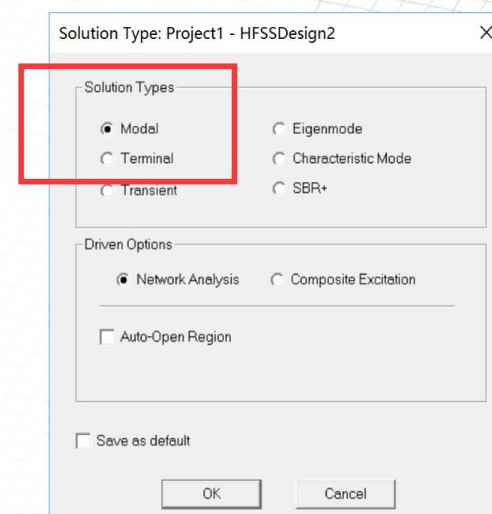 Solution Type: Project1 - HFSSDesign2
Solution Types
Modal
Eigenmode
Terminal
Characteristic Mode
Transient
SBR+
Driven Options
Network Analysis
Composite Excitation
Auto-Open Region
Save as default
OK
Cancel